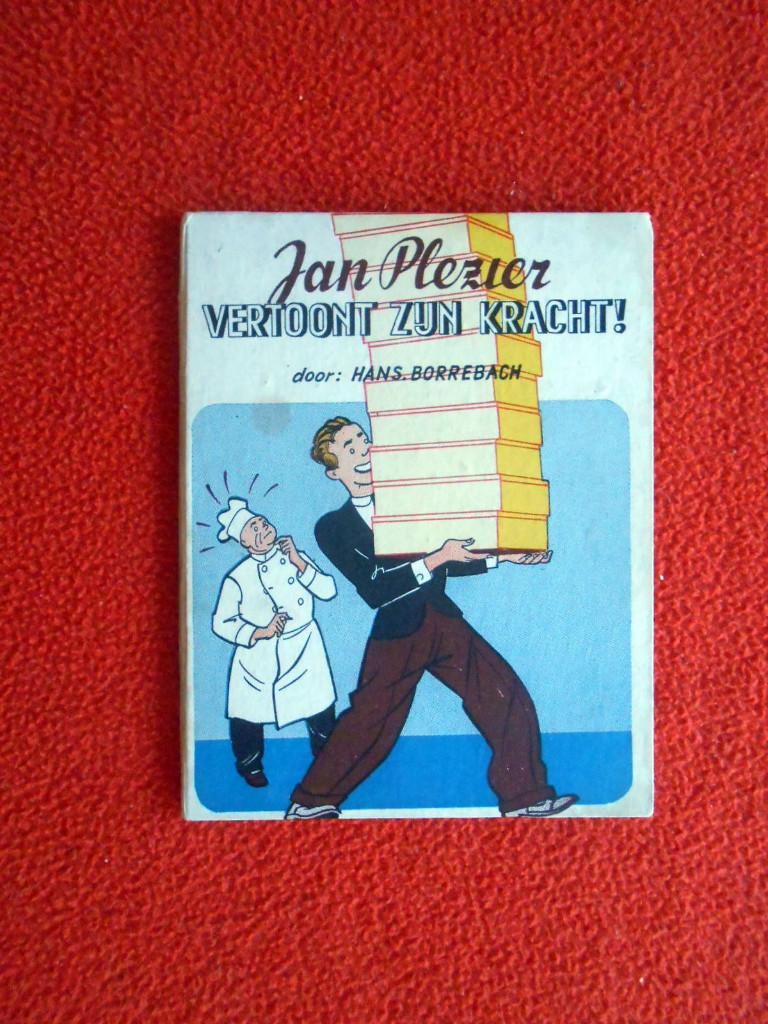 Jan Plezier
VERTOONT ZIJN KRACHT!
door: HANS. BORREBACH